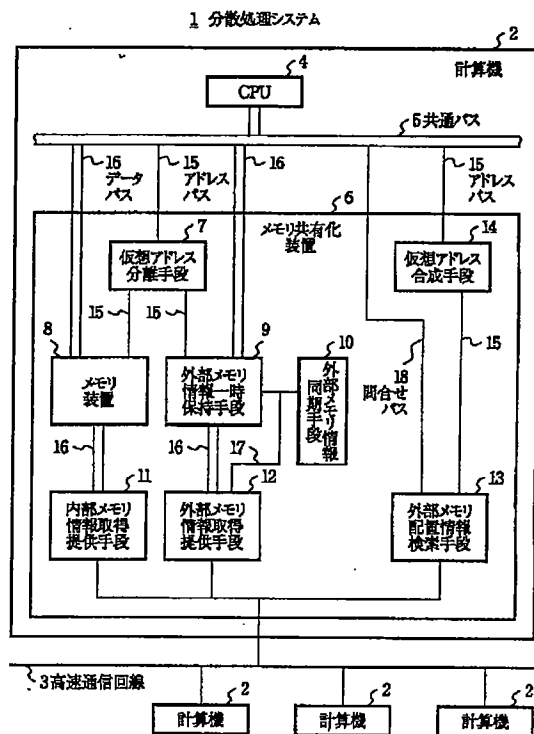 1 分散処理システム
2
計算機
4
CPU
5共通バス
16
データ
バス
15
アドレス
バス
16
15
アドレス
バス
6
メモリ共有化
装置
7
仮想アドレス
分離手段
14
仮想アドレス
合成手段
15
15
15
8
メモリ
装置
9
外部メモリ
情報一時
保持手段
10
外部メモリ情報
同期手段
18
問合せ
バス
16
16
17
11
内部メモリ
情報取得
提供手段
12
外部メモリ
情報取得
提供手段
13
外部メモリ
配置情報
検索手段
3高速通信回線
2
計算機
2
計算機
2
計算機